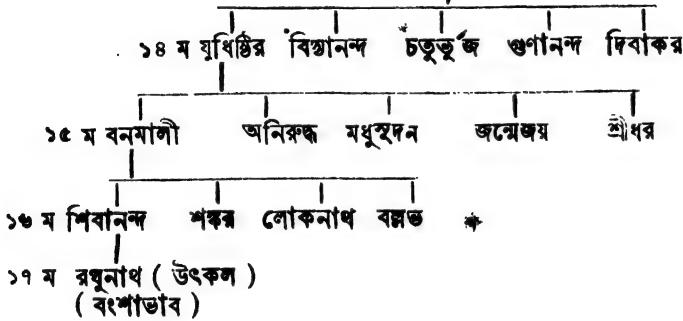 ১৪ ম যুধিষ্ঠির বিদ্যানন্দ চতুর্ভুজ গুণানন্দ দিবাকর
১৫ ম বনমালী অনিরুদ্ধ মধুসূদন জন্মেজয় শ্রীধর
১৬ ম শিবানন্দ শঙ্কর লোকনাথ বল্লভ *
১৭ ম রঘুনাথ ( উৎকল )
( বংশাভাব )